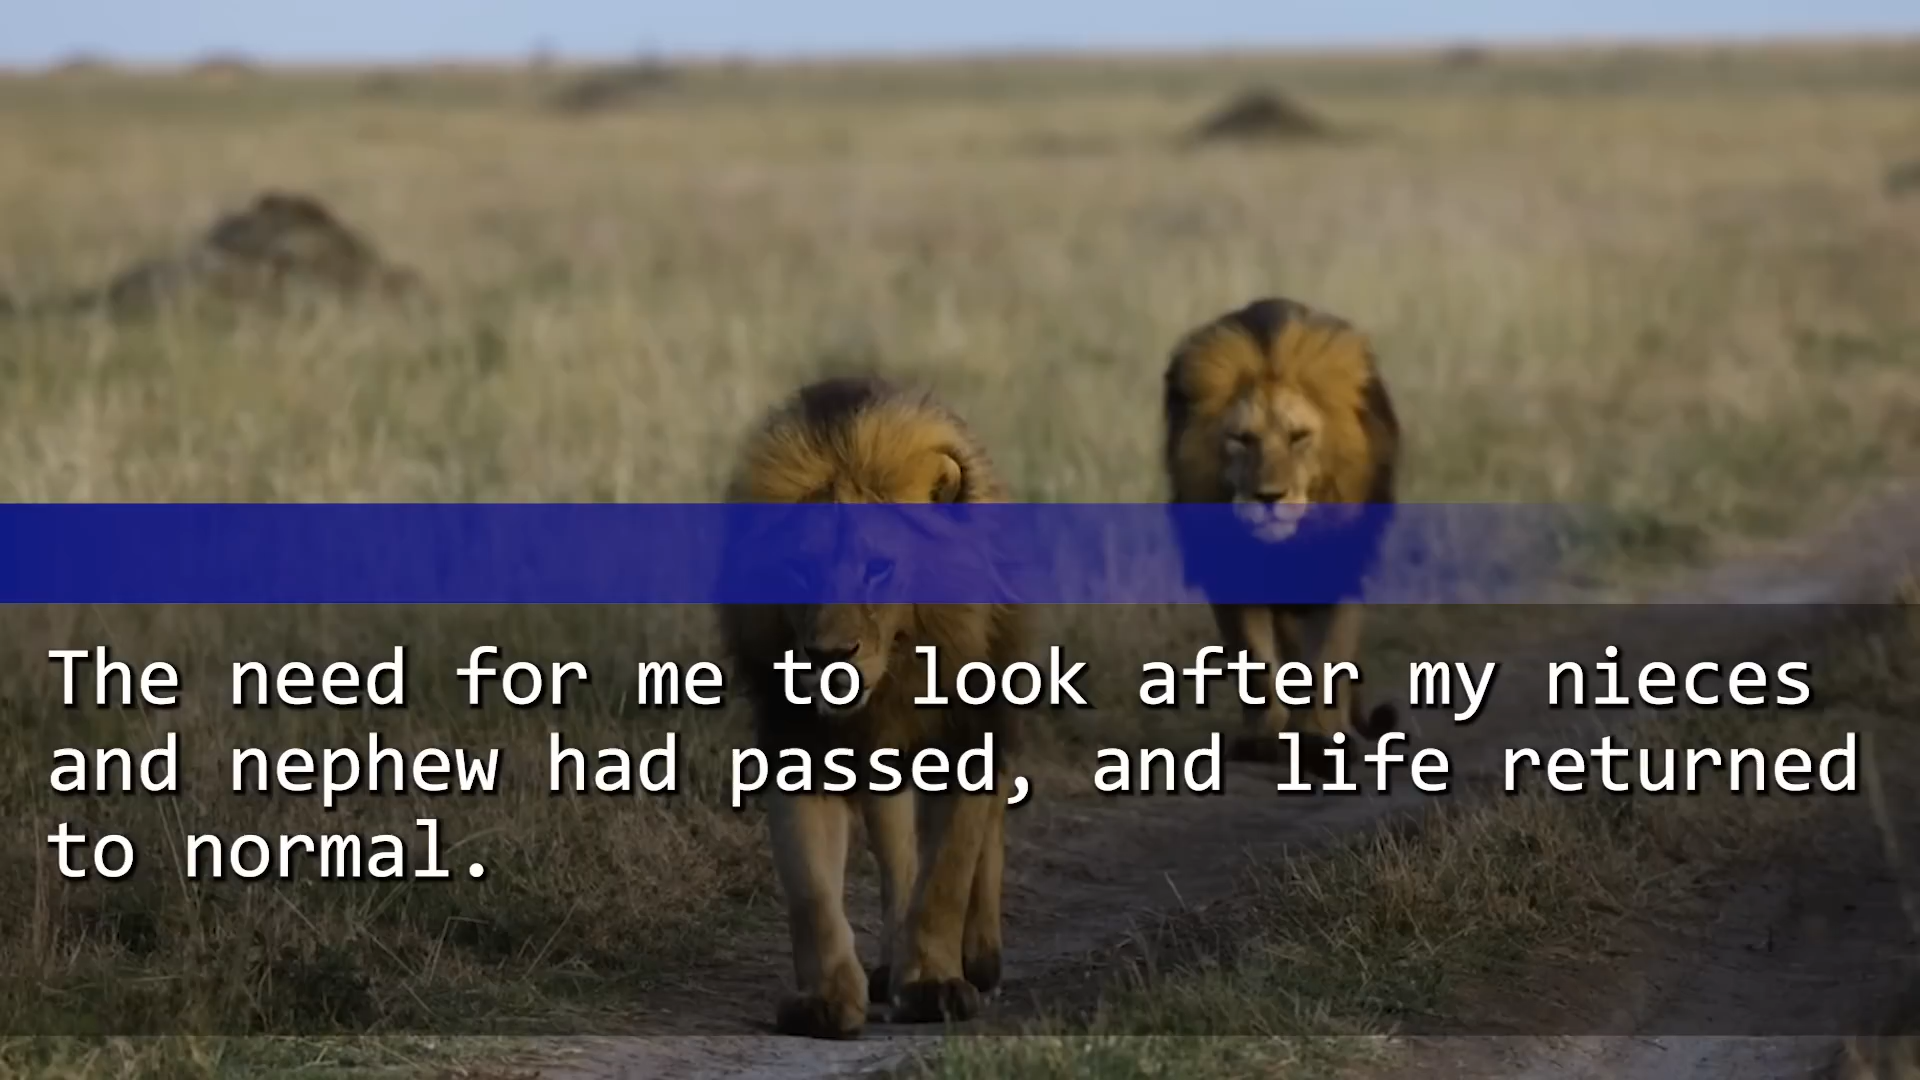 The need for me to look after my nieces
and nephew had passed, and life returned
to normal.